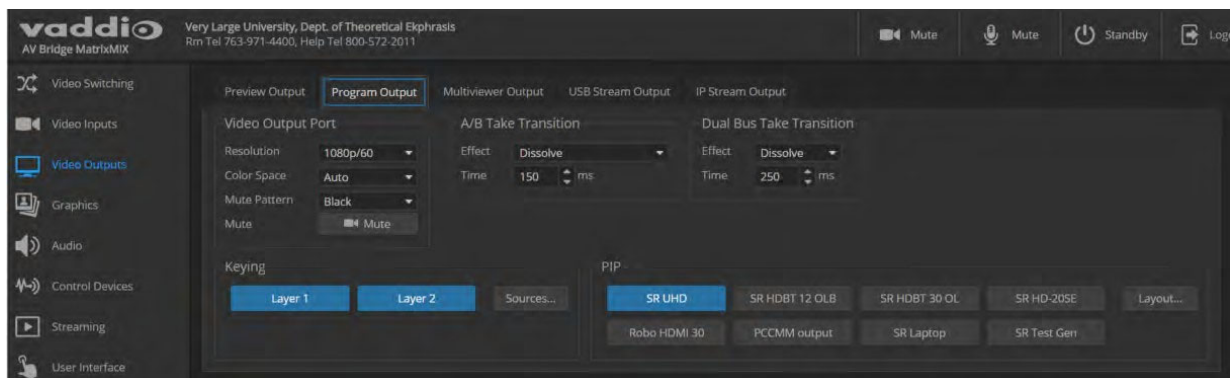 vaddio
AV Bridge MatrixMIX
Very Large University, Dept. of Theoretical Ekphrasis
Rm Tel 763-971-4400, Help Tel 800-572-2011
Mute
Mute
Standby
Logo
Video Switching
Video Inputs
Video Outputs
Graphics
Audio
Control Devices
Streaming
User Interface
Preview Output
Program Output
Multiviewer Output
USB Stream Output
IP Stream Output
Video Output Port
Resolution 1080p/60
Color Space Auto
Mute Pattern Black
Mute Mute
A/B Take Transition
Effect Dissolve
Time 150 ms
Dual Bus Take Transition
Effect Dissolve
Time 250 ms
Keying
Layer 1 Layer 2 Sources...
PIP
SR UHD SR HDBT 12 OLB SR HDBT 30 OL SR HD-20SE Layout...
Robo HDMI 30 PCCMM output SR Laptop SR Test Gen